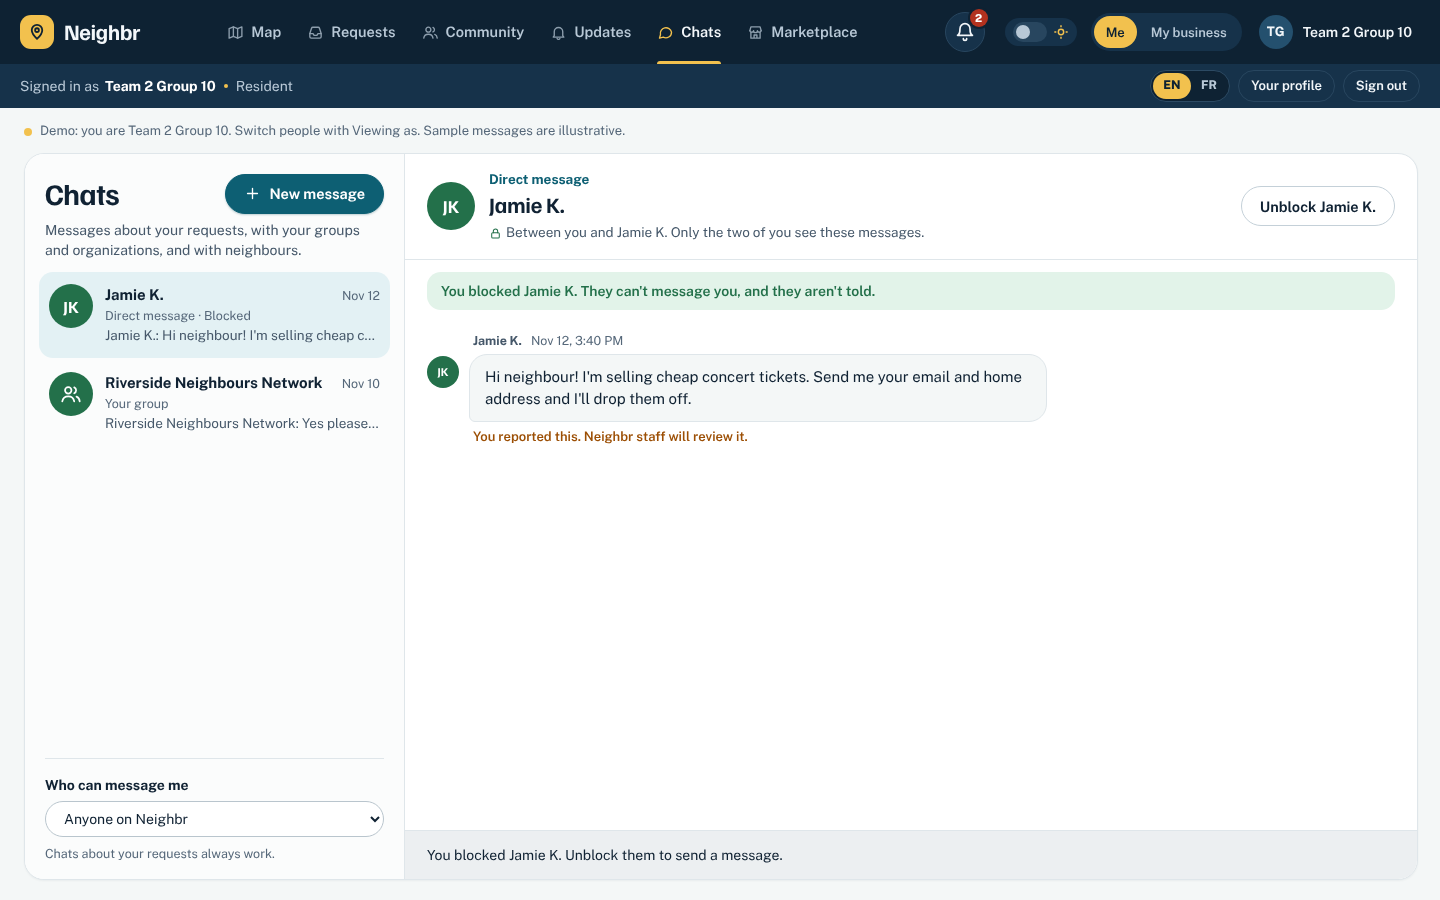 Neighbr
Map
Requests
Community
Updates
Chats
Marketplace
2
Me
My business
TG
Team 2 Group 10
Signed in as Team 2 Group 10 • Resident
EN
FR
Your profile
Sign out
Demo: you are Team 2 Group 10. Switch people with Viewing as. Sample messages are illustrative.
Chats
New message
Messages about your requests, with your groups
and organizations, and with neighbours.
JK
Jamie K.
Nov 12
Direct message · Blocked
Jamie K.: Hi neighbour! I'm selling cheap c...
Riverside Neighbours Network
Nov 10
Your group
Riverside Neighbours Network: Yes please...
Who can message me
Anyone on Neighbr
Chats about your requests always work.
JK
Direct message
Jamie K.
Between you and Jamie K. Only the two of you see these messages.
Unblock Jamie K.
You blocked Jamie K. They can't message you, and they aren't told.
Jamie K. Nov 12, 3:40 PM
JK
Hi neighbour! I'm selling cheap concert tickets. Send me your email and home
address and I'll drop them off.
You reported this. Neighbr staff will review it.
You blocked Jamie K. Unblock them to send a message.